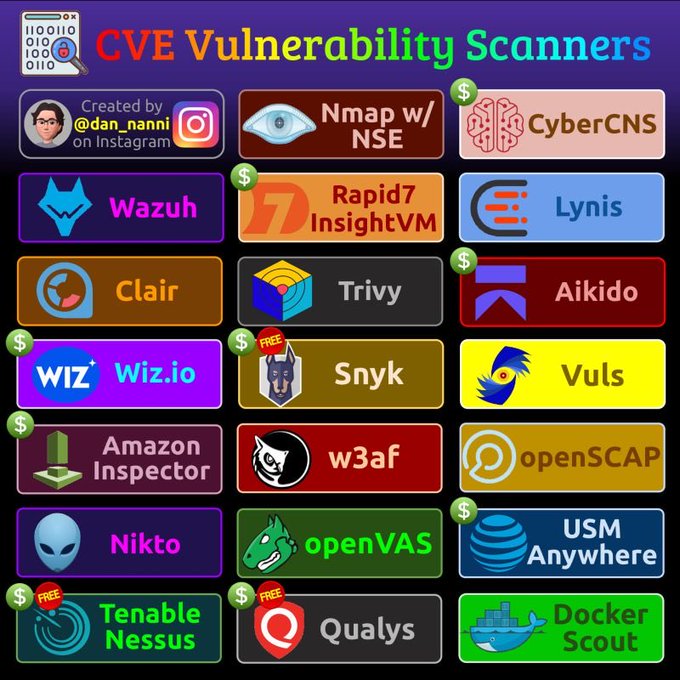 CVE Vulnerability Scanners
Created by
@dan_nanni
on Instagram
Nmap w/
NSE
$
CyberCNS
Wazuh
$
Rapid7
InsightVM
Lynis
Clair
Trivy
$
Aikido
$
WIZ
Wiz.io
$
FREE
Snyk
Vuls
$
Amazon
Inspector
w3af
openSCAP
Nikto
openVAS
$
USM
Anywhere
$
FREE
Tenable
Nessus
$
FREE
Qualys
Docker
Scout